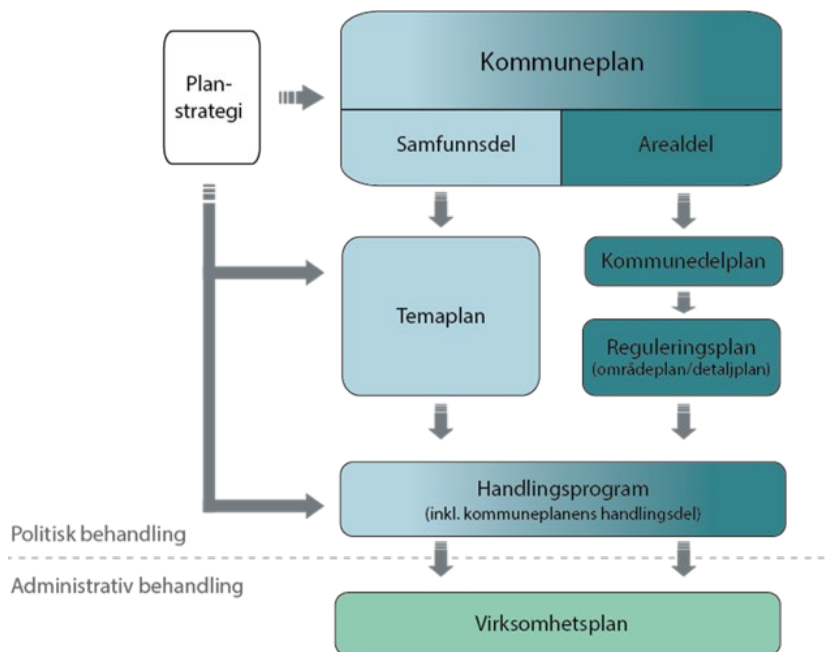 Plan-
strategi
Kommuneplan
Samfunnsdel
Arealdel
Temaplan
Kommunedelplan
Reguleringsplan
(områdeplan/detaljplan)
Handlingsprogram
(inkl. kommuneplanens handlingsdel)
Politisk behandling
Administrativ behandling
Virksomhetsplan